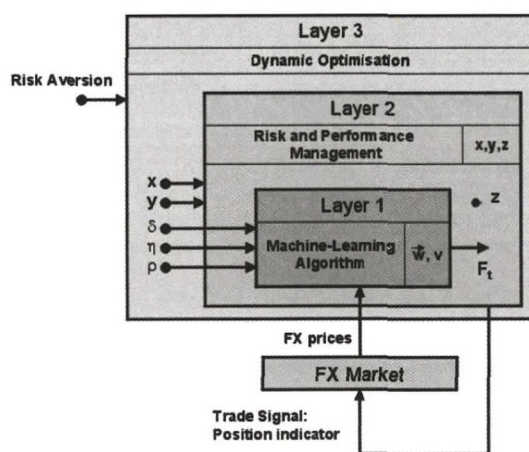 Layer 3
Dynamic Optimisation
Risk Aversion
Layer 2
Risk and Performance
Management
x,y,z
x
y
δ
η
ρ
Layer 1
Machine-Learning
Algorithm
w⃗, v
z
Fₜ
FX prices
FX Market
Trade Signal:
Position indicator